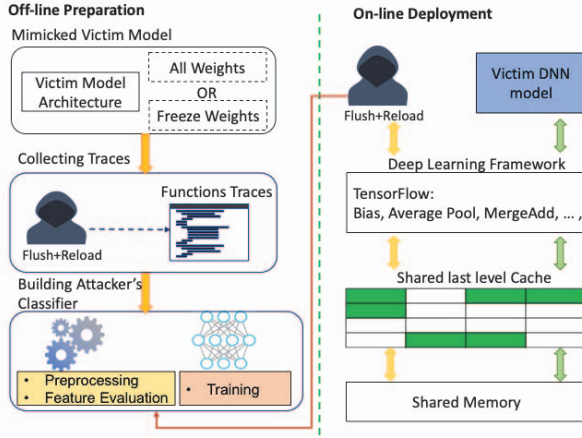 Off-line Preparation
Mimicked Victim Model
Victim Model
Architecture
All Weights
OR
Freeze Weights
Collecting Traces
Functions Traces
Flush+Reload
Building Attacker's
Classifier
• Preprocessing
• Feature Evaluation
• Training
On-line Deployment
Flush+Reload
Victim DNN
model
Deep Learning Framework
TensorFlow:
Bias, Average Pool, MergeAdd, ... ,
Shared last level Cache
Shared Memory